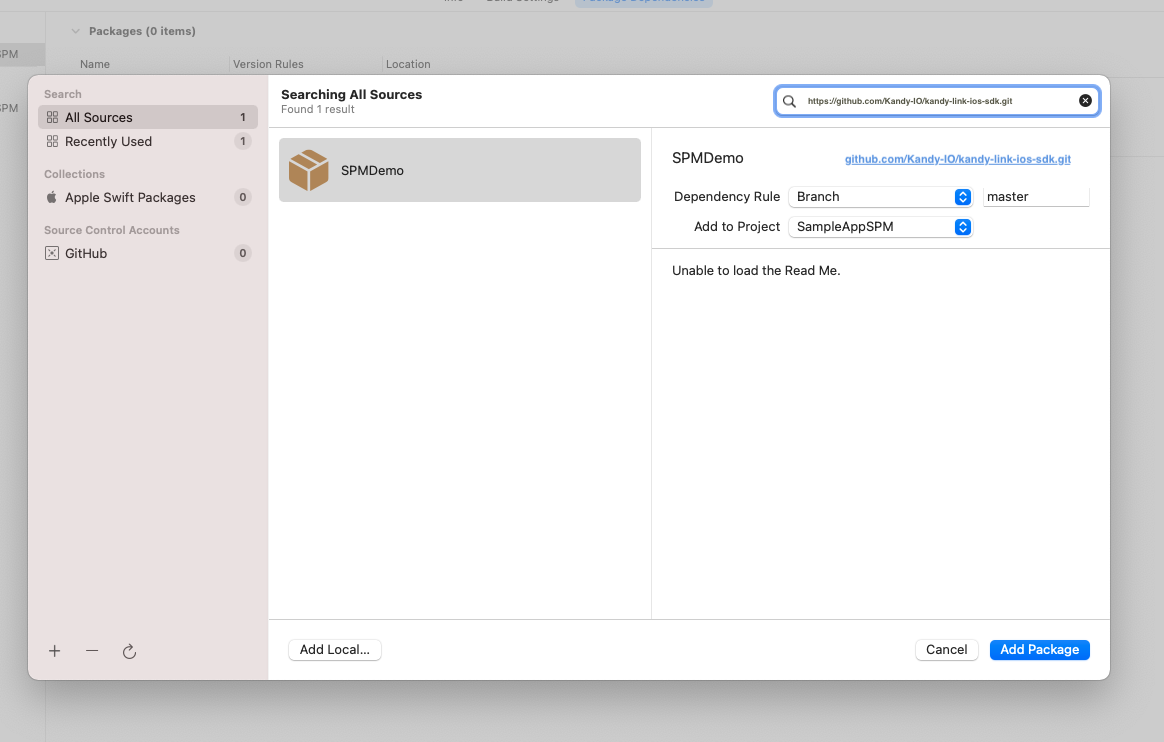 Packages (0 items)
SPM
Name
Version Rules
Location
SPM
Search
All Sources 1
Recently Used 1
Collections
Apple Swift Packages 0
Source Control Accounts
GitHub 0
Searching All Sources
Found 1 result
https://github.com/Kandy-IO/kandy-link-ios-sdk.git
SPMDemo
SPMDemo
github.com/Kandy-IO/kandy-link-ios-sdk.git
Dependency Rule Branch master
Add to Project SampleAppSPM
Unable to load the Read Me.
Add Local...
Cancel
Add Package